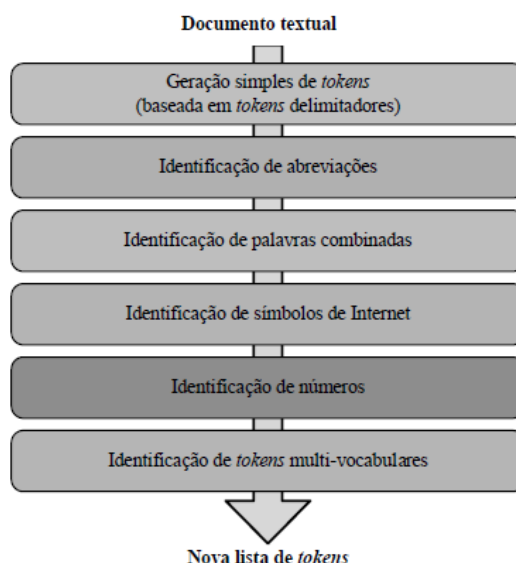 Documento textual
Geração simples de tokens
(baseada em tokens delimitadores)
Identificação de abreviações
Identificação de palavras combinadas
Identificação de símbolos de Internet
Identificação de números
Identificação de tokens multi-vocabulares
Nova lista de tokens